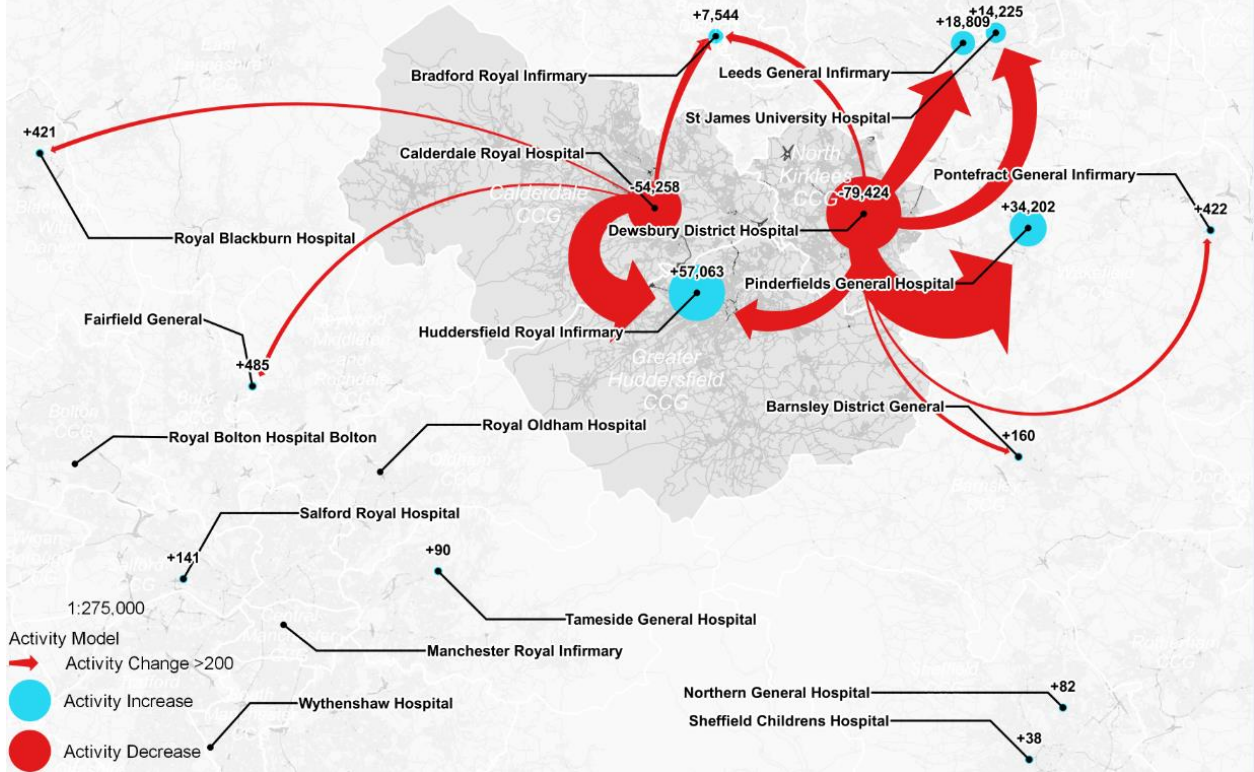 +7,544
+14,225
+18,809
Bradford Royal Infirmary
Leeds General Infirmary
St James University Hospital
+421
Calderdale Royal Hospital
North
Kirklees
CCG
Pontefract General Infirmary
-54,258
-79,424
+34,202
+422
Calderdale
CCG
Royal Blackburn Hospital
Dewsbury District Hospital
+57,063
Pinderfields General Hospital
Fairfield General
Huddersfield Royal Infirmary
Greater
Huddersfield
CCG
+485
Barnsley District General
Royal Bolton Hospital Bolton
Royal Oldham Hospital
+160
Salford Royal Hospital
+141
+90
1:275,000
Tameside General Hospital
Activity Model
Activity Change >200
Manchester Royal Infirmary
Activity Increase
Wythenshaw Hospital
Northern General Hospital
+82
Sheffield Childrens Hospital
+38
Activity Decrease